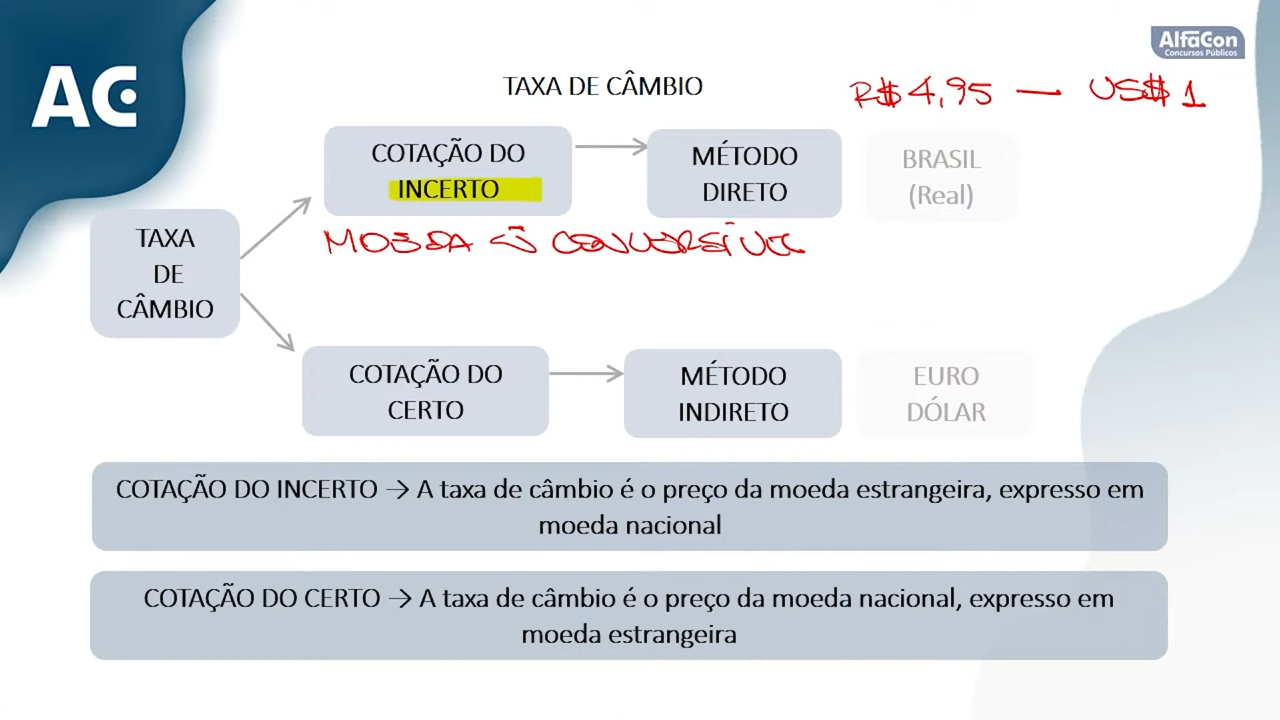 AC
AlfaCon
Concursos Públicos
TAXA DE CÂMBIO
R$ 4,95 — US$ 1
COTAÇÃO DO
INCERTO
MÉTODO
DIRETO
BRASIL
(Real)
MOEDA Ñ CONVERSÍVEL
TAXA
DE
CÂMBIO
COTAÇÃO DO
CERTO
MÉTODO
INDIRETO
EURO
DÓLAR
COTAÇÃO DO INCERTO → A taxa de câmbio é o preço da moeda estrangeira, expresso em
moeda nacional
COTAÇÃO DO CERTO → A taxa de câmbio é o preço da moeda nacional, expresso em
moeda estrangeira